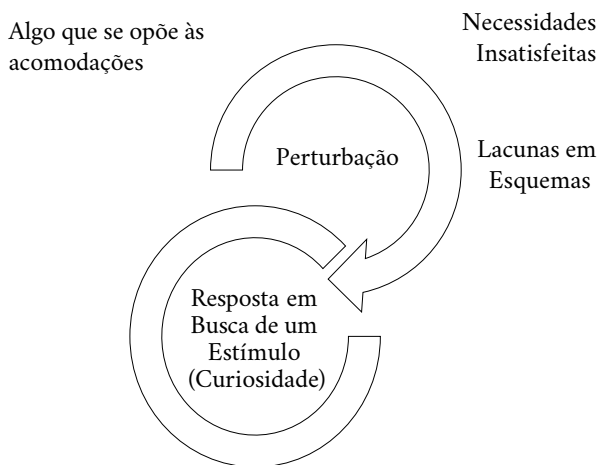 Algo que se opõe às
acomodações
Necessidades
Insatisfeitas
Perturbação
Lacunas em
Esquemas
Resposta em
Busca de um
Estímulo
(Curiosidade)